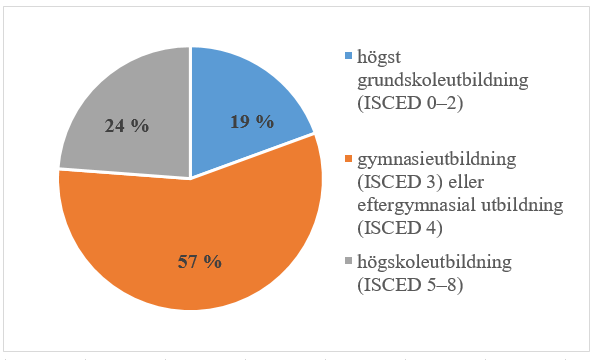 högst
grundskoleutbildning
(ISCED 0–2)
24 %
19 %
gymnasieutbildning
(ISCED 3) eller
eftergymnasial utbildning
(ISCED 4)
57 %
högskoleutbildning
(ISCED 5–8)